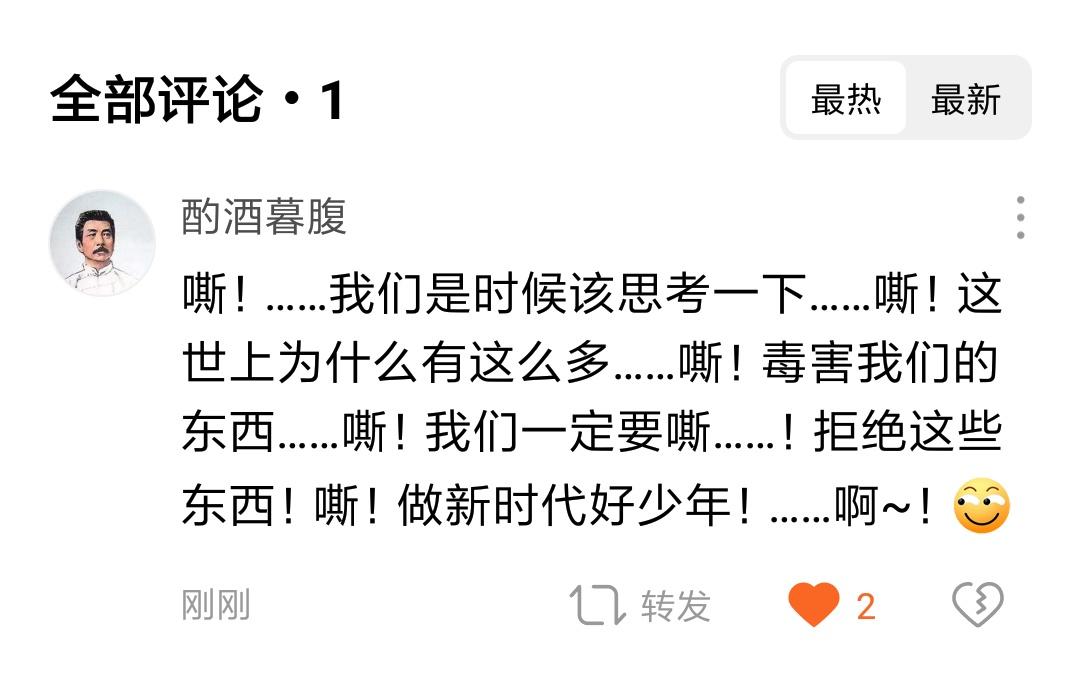 全部评论·1
最热 最新
酌酒暮腹
嘶！……我们是时候该思考一下……嘶！这
世上为什么有这么多……嘶！毒害我们的
东西……嘶！我们一定要嘶……！拒绝这些
东西！嘶！做新时代好少年！……啊~！😏
刚刚 转发 2